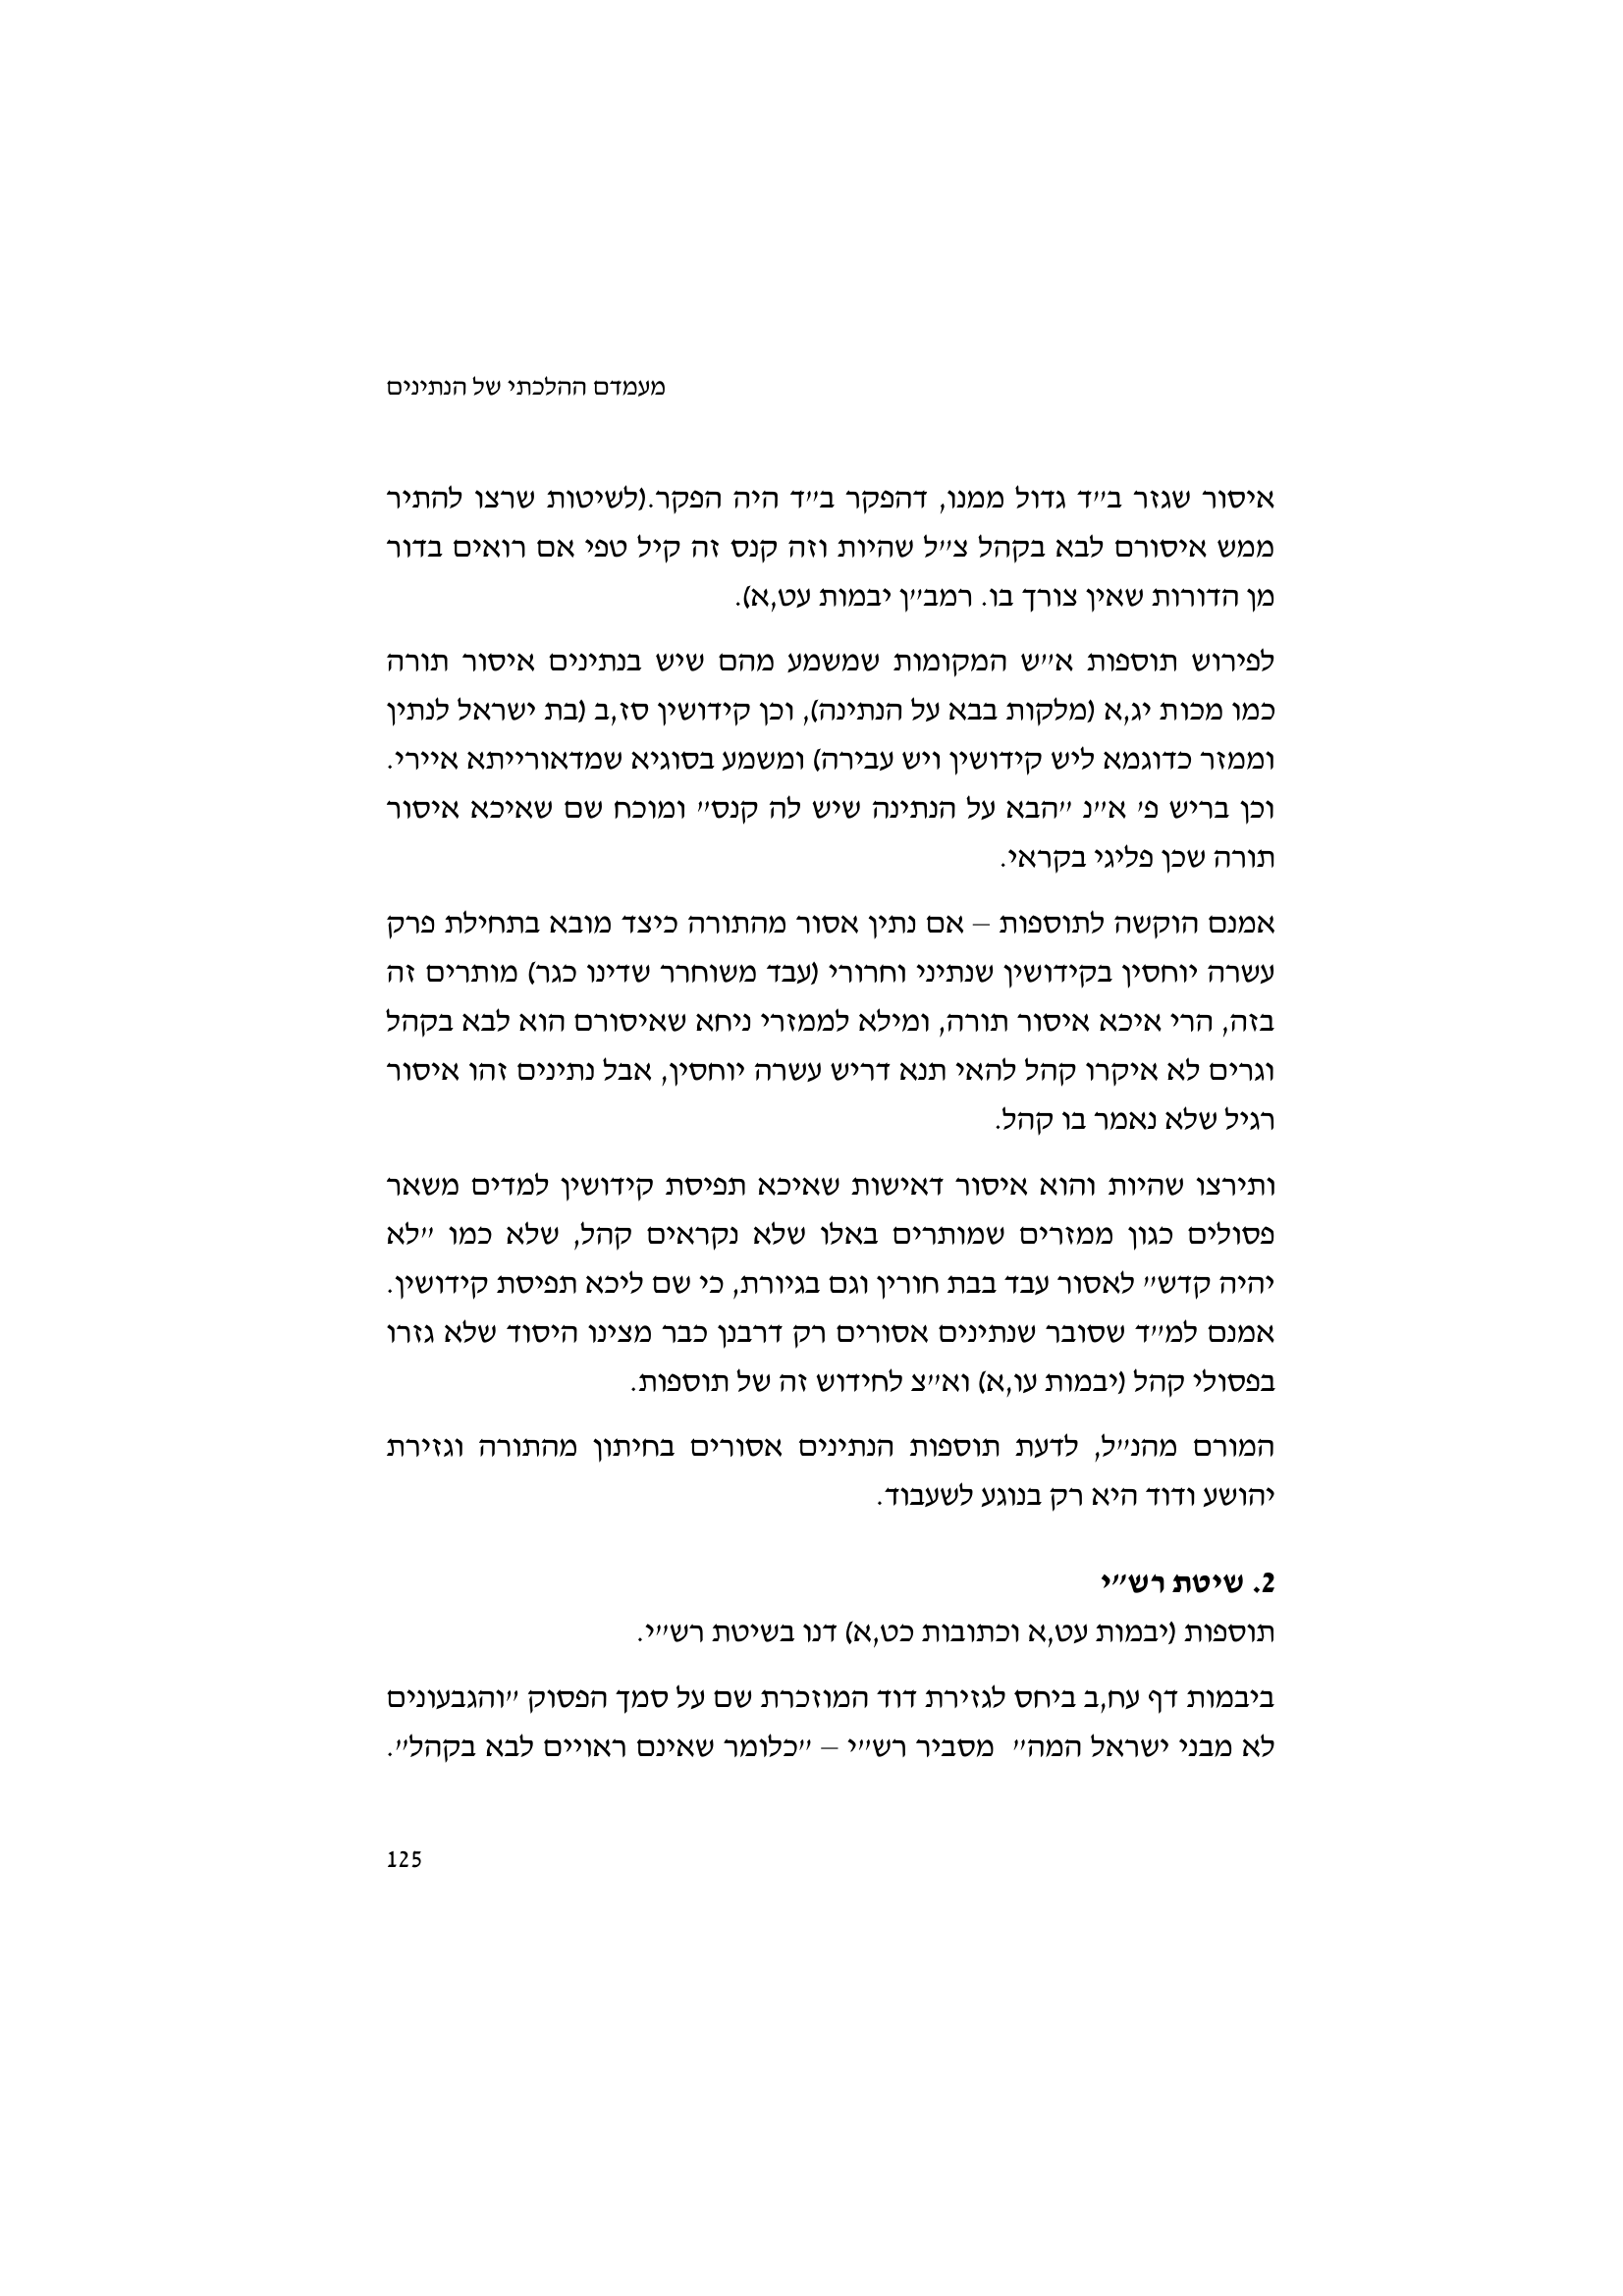 מעמדם ההלכתי של הנתינים
איסור שגזר ב״ד גדול ממנו, דהפקר ב״ד היה הפקר.(לשיטות שרצו להתיר
ממש איסורם לבא בקהל צ״ל שהיות וזה קנס זה קיל טפי אם רואים בדור
מן הדורות שאין צורך בו. רמב״ן יבמות עט,א).
לפירוש תוספות א״ש המקומות שמשמע מהם שיש בנתינים איסור תורה
כמו מכות יג,א (מלקות בבא על הנתינה), וכן קידושין סז,ב (בת ישראל לנתין
וממזר כדוגמא ליש קידושין ויש עבירה) ומשמע בסוגיא שמדאורייתא איירי.
וכן בריש פ׳ א״נ ״הבא על הנתינה שיש לה קנס״ ומוכח שם שאיכא איסור
תורה שכן פליגי בקראי.
אמנם הוקשה לתוספות – אם נתין אסור מהתורה כיצד מובא בתחילת פרק
עשרה יוחסין בקידושין שנתיני וחרורי (עבד משוחרר שדינו כגר) מותרים זה
בזה, הרי איכא איסור תורה, ומילא לממזרי ניחא שאיסורם הוא לבא בקהל
וגרים לא איקרו קהל להאי תנא דריש עשרה יוחסין, אבל נתינים זהו איסור
רגיל שלא נאמר בו קהל.
ותירצו שהיות והוא איסור דאישות שאיכא תפיסת קידושין למדים משאר
פסולים כגון ממזרים שמותרים באלו שלא נקראים קהל, שלא כמו ״לא
יהיה קדש״ לאסור עבד בבת חורין וגם בגיורת, כי שם ליכא תפיסת קידושין.
אמנם למ״ד שסובר שנתינים אסורים רק דרבנן כבר מצינו היסוד שלא גזרו
בפסולי קהל (יבמות עו,א) וא״צ לחידוש זה של תוספות.
המורם מהנ״ל, לדעת תוספות הנתינים אסורים בחיתון מהתורה וגזירת
יהושע ודוד היא רק בנוגע לשעבוד.
2. שיטת רש״י
תוספות (יבמות עט,א וכתובות כט,א) דנו בשיטת רש״י.
ביבמות דף עח,ב ביחס לגזירת דוד המוזכרת שם על סמך הפסוק ״והגבעונים
לא מבני ישראל המה״ מסביר רש״י – ״כלומר שאינם ראויים לבא בקהל״.
125